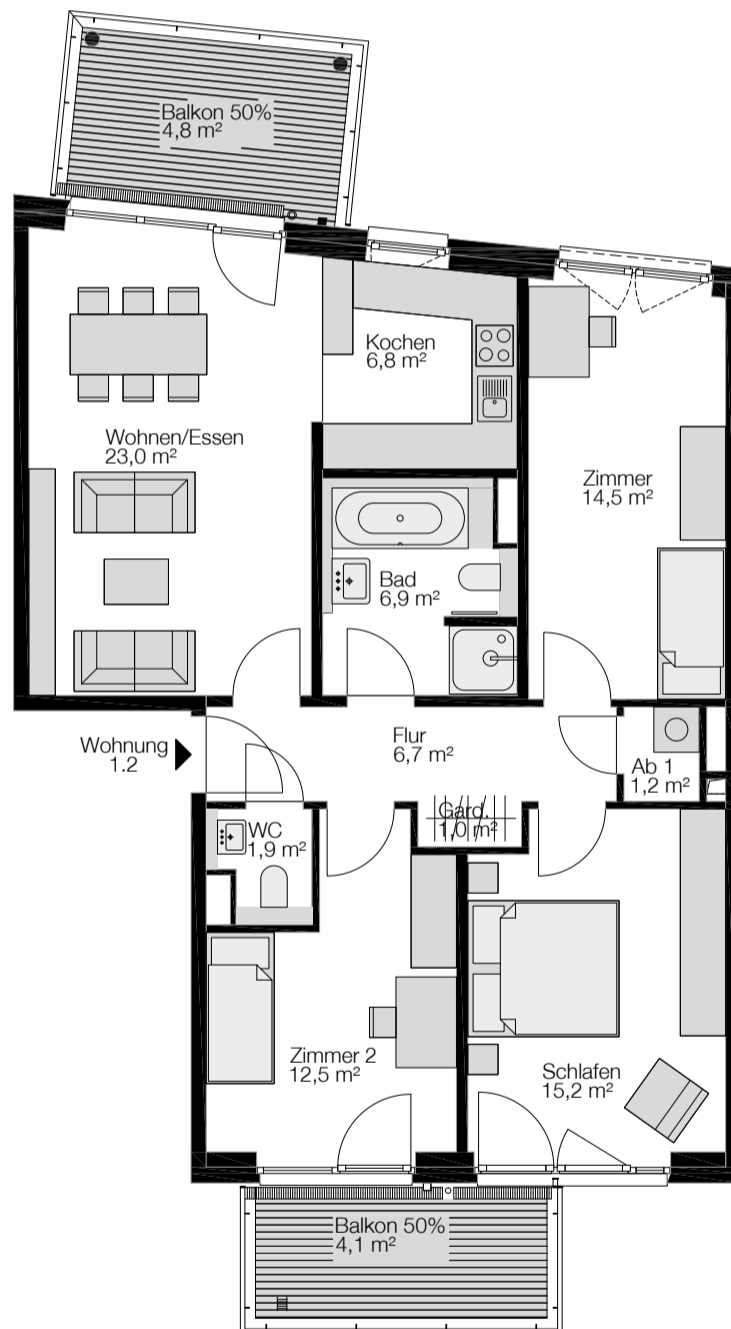 Balkon 50%
4,8 m²
Kochen
6,8 m²
Wohnen/Essen
23,0 m²
Zimmer
14,5 m²
Bad
6,9 m²
Wohnung
1.2
Flur
6,7 m²
Ab 1
1,2 m²
Gard.
1,0 m²
WC
1,9 m²
Zimmer 2
12,5 m²
Schlafen
15,2 m²
Balkon 50%
4,1 m²